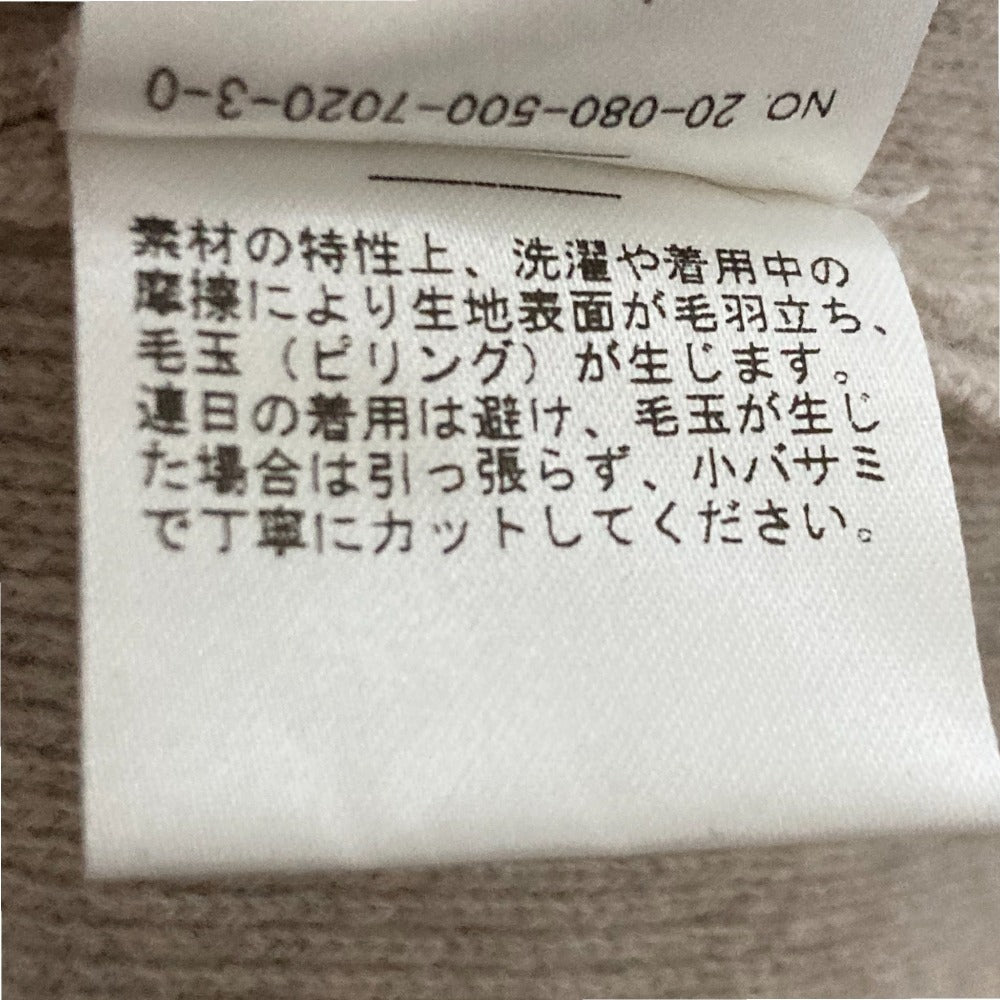 NO. 20-080-500-7020-3-0
素材の特性上、洗濯や着用中の
摩擦により生地表面が毛羽立ち、
毛玉（ピリング）が生じます。
連日の着用は避け、毛玉が生じ
た場合は引っ張らず、小バサミ
で丁寧にカットしてください。